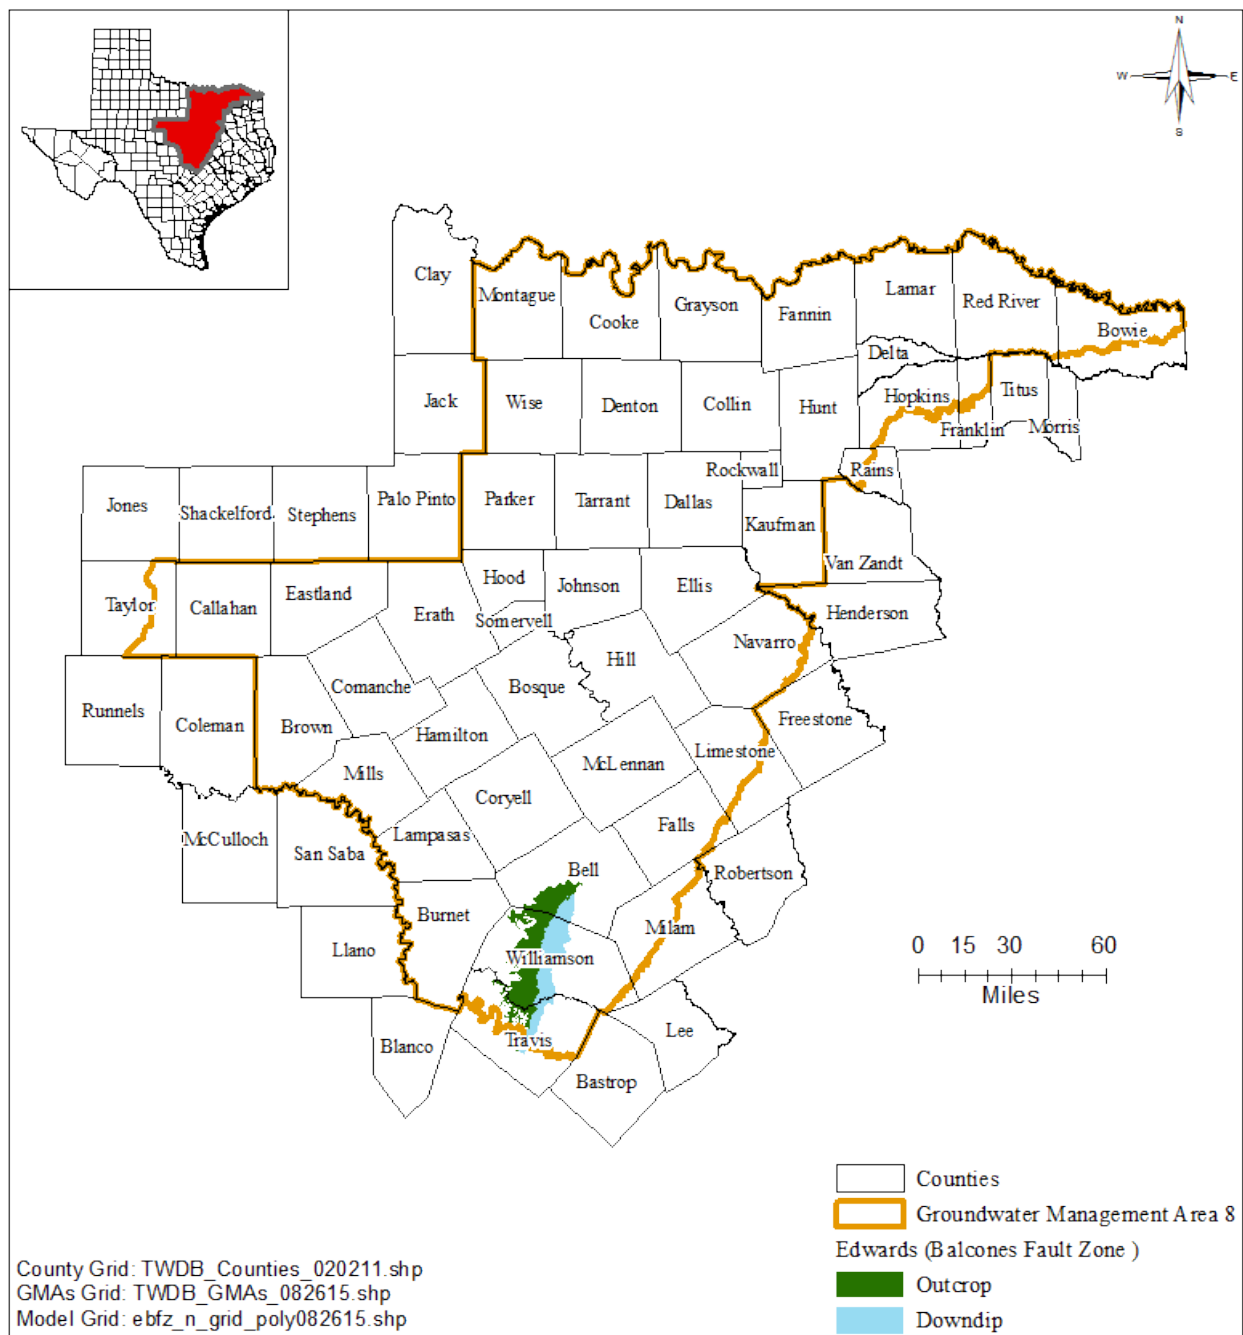 N
W E
S
Clay
Montague
Cooke
Grayson
Fannin
Lamar
Red River
Bowie
Delta
Jack
Wise
Denton
Collin
Hunt
Hopkins
Titus
Franklin
Morris
Rockwall
Rains
Jones
Shackelford
Stephens
Palo Pinto
Parker
Tarrant
Dallas
Kaufman
Van Zandt
Taylor
Callahan
Eastland
Erath
Hood
Somervell
Johnson
Ellis
Navarro
Henderson
Runnels
Coleman
Brown
Comanche
Hamilton
Bosque
Hill
Freestone
Limestone
McLennan
Mills
Coryell
Falls
McCulloch
San Saba
Lampasas
Bell
Robertson
Burnet
Milam
Llano
Williamson
Blanco
Travis
Lee
Bastrop
0 15 30 60
Miles
Counties
Groundwater Management Area 8
Edwards (Balcones Fault Zone )
Outcrop
Downdip
County Grid: TWDB_Counties_020211.shp
GMAs Grid: TWDB_GMAs_082615.shp
Model Grid: ebfz_n_grid_poly082615.shp